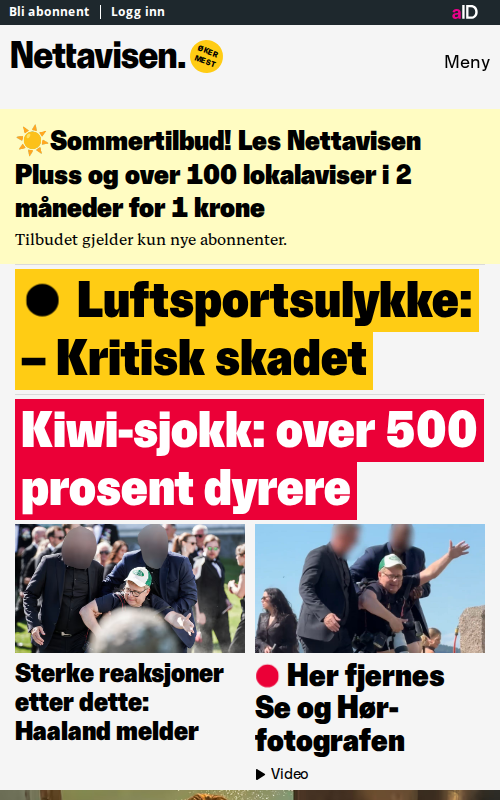 Bli abonnent | Logg inn
aID
Nettavisen.
ØKER
MEST
Meny
Sommertilbud! Les Nettavisen
Pluss og over 100 lokalaviser i 2
måneder for 1 krone
Tilbudet gjelder kun nye abonnenter.
Luftsportsulykke:
– Kritisk skadet
Kiwi-sjokk: over 500
prosent dyrere
Sterke reaksjoner
etter dette:
Haaland melder
Her fjernes
Se og Hør-
fotografen
Video